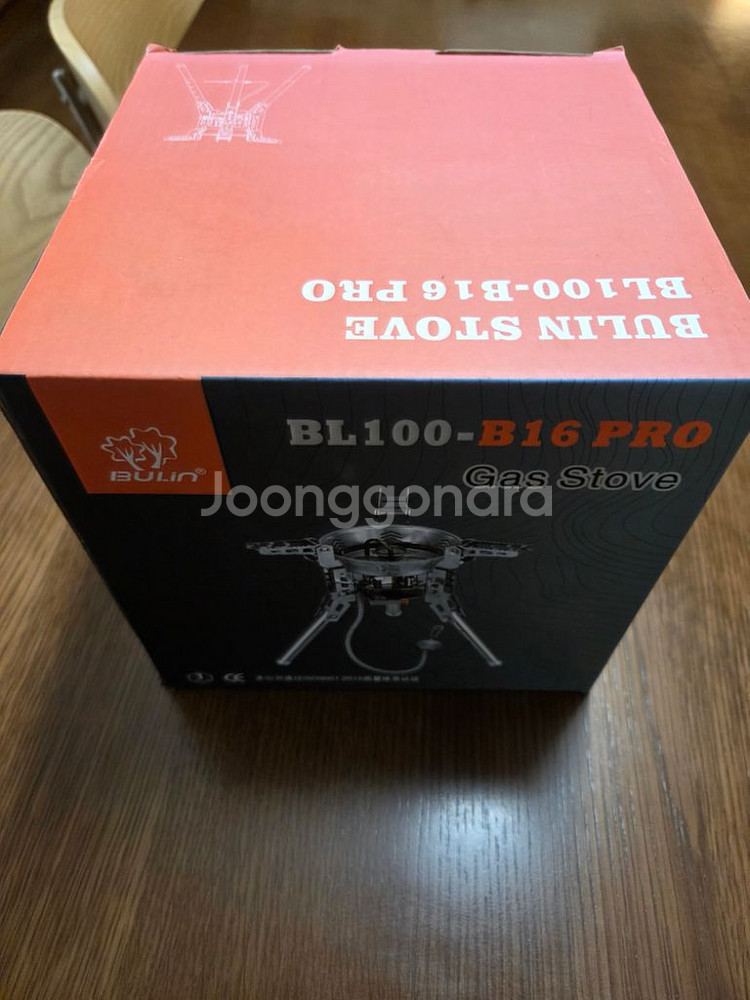 BULIN STOVE
BL100-B16 PRO
BULin®
BL100-B16 PRO
Gas Stove
Joonggonara
CE